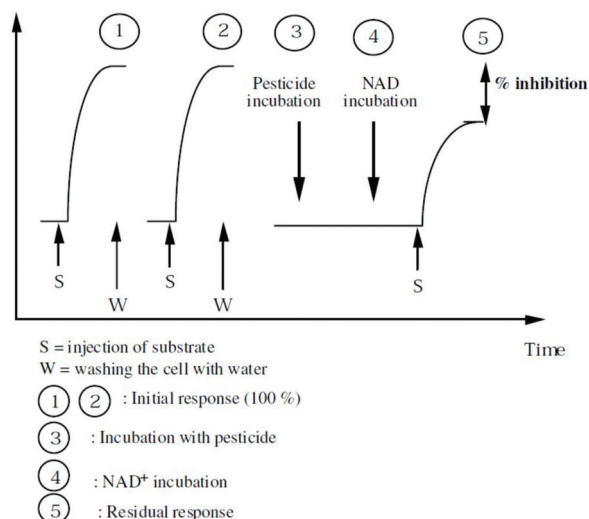 1 2 3 4 5
Pesticide
incubation
NAD
incubation
% inhibition
S W S W S
Time
S = injection of substrate
W = washing the cell with water
1 2 : Initial response (100 %)
3 : Incubation with pesticide
4 : NAD⁺ incubation
5 : Residual response